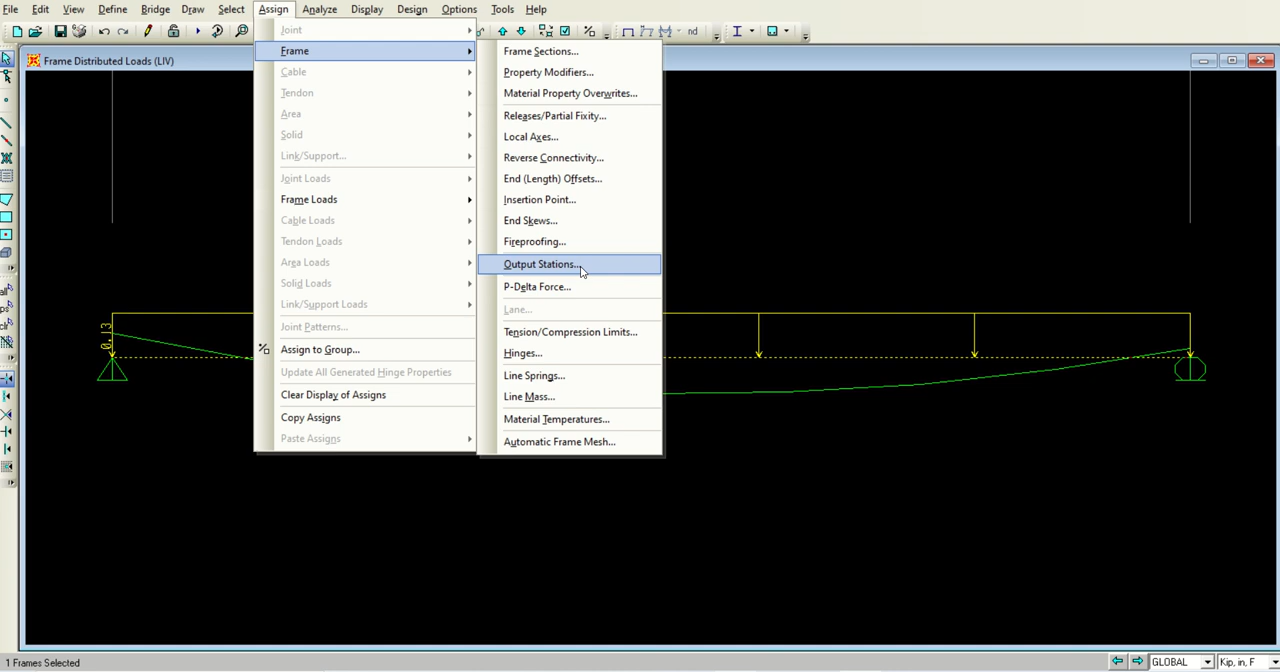 File Edit View Define Bridge Draw Select Assign Analyze Display Design Options Tools Help
nd
Frame Distributed Loads (LIV)
Joint
Frame
Cable
Tendon
Area
Solid
Link/Support...
Joint Loads
Frame Loads
Cable Loads
Tendon Loads
Area Loads
Solid Loads
Link/Support Loads
Joint Patterns...
Assign to Group...
Update All Generated Hinge Properties
Clear Display of Assigns
Copy Assigns
Paste Assigns
Frame Sections...
Property Modifiers...
Material Property Overwrites...
Releases/Partial Fixity...
Local Axes...
Reverse Connectivity...
End (Length) Offsets...
Insertion Point...
End Skews...
Fireproofing...
Output Stations...
P-Delta Force...
Lane...
Tension/Compression Limits...
Hinges...
Line Springs...
Line Mass...
Material Temperatures...
Automatic Frame Mesh...
0.13
all
ps
clr
1 Frames Selected
GLOBAL
Kip, in, F